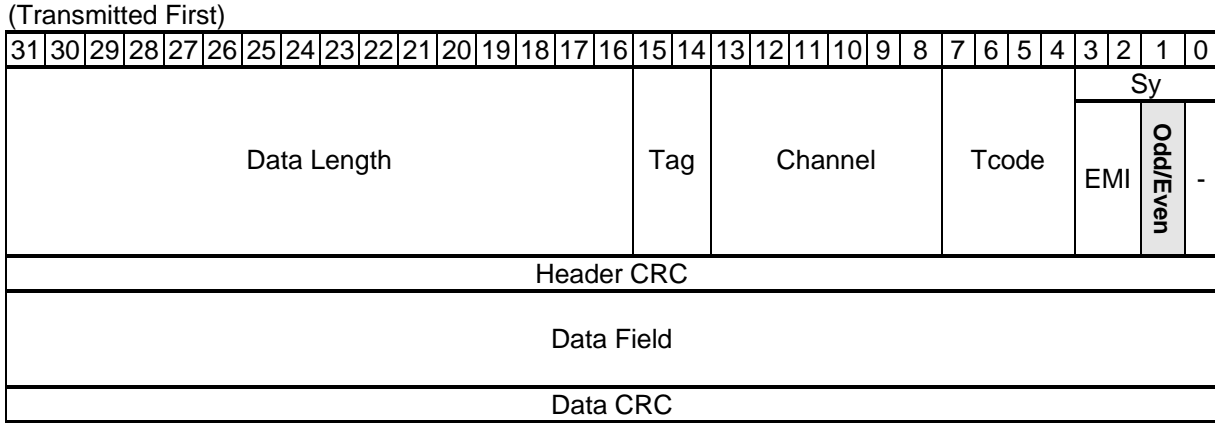 (Transmitted First)
31 30 29 28 27 26 25 24 23 22 21 20 19 18 17 16 15 14 13 12 11 10 9 8 7 6 5 4 3 2 1 0
Sy
Data Length Tag Channel Tcode EMI Odd/Even -
Header CRC
Data Field
Data CRC